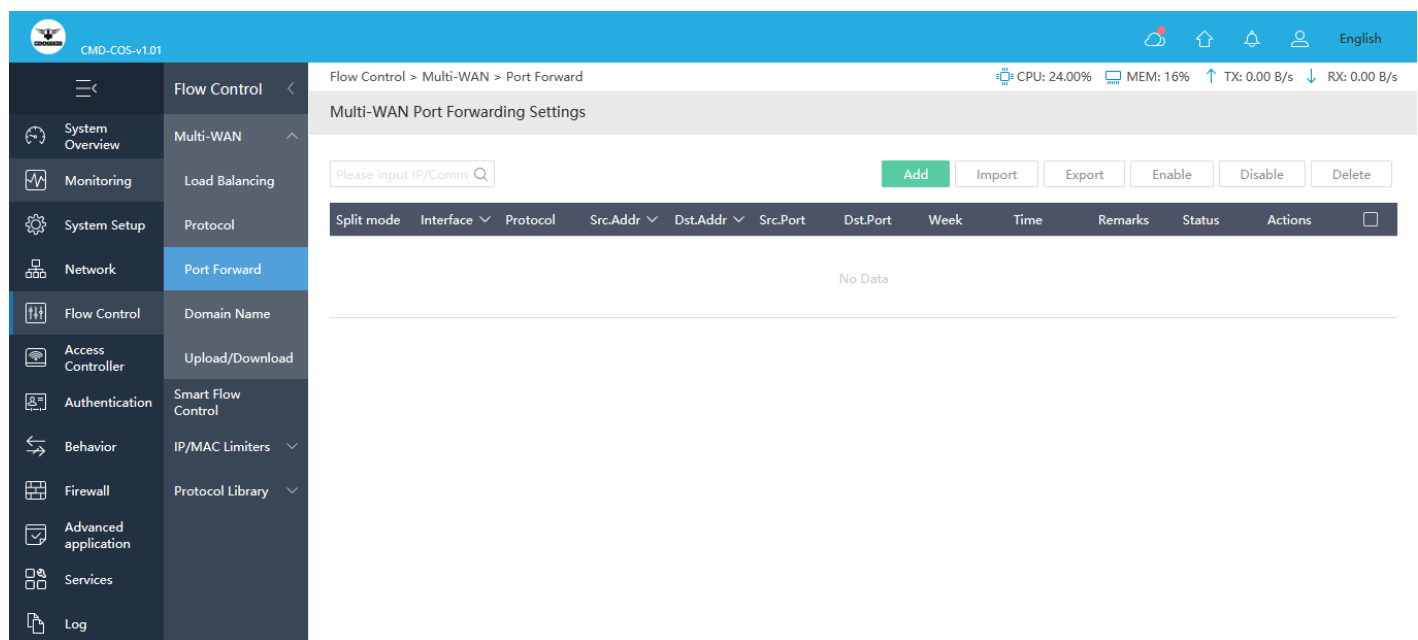 COMMANDO
CMD-COS-v1.01
English
Flow Control
Flow Control > Multi-WAN > Port Forward
CPU: 24.00%
MEM: 16%
TX: 0.00 B/s
RX: 0.00 B/s
Multi-WAN Port Forwarding Settings
System
Overview
Monitoring
System Setup
Network
Flow Control
Access
Controller
Authentication
Behavior
Firewall
Advanced
application
Services
Log
Multi-WAN
Load Balancing
Protocol
Port Forward
Domain Name
Upload/Download
Smart Flow
Control
IP/MAC Limiters
Protocol Library
Please input IP/Comm
Add
Import
Export
Enable
Disable
Delete
Split mode Interface Protocol Src.Addr Dst.Addr Src.Port Dst.Port Week Time Remarks Status Actions
No Data